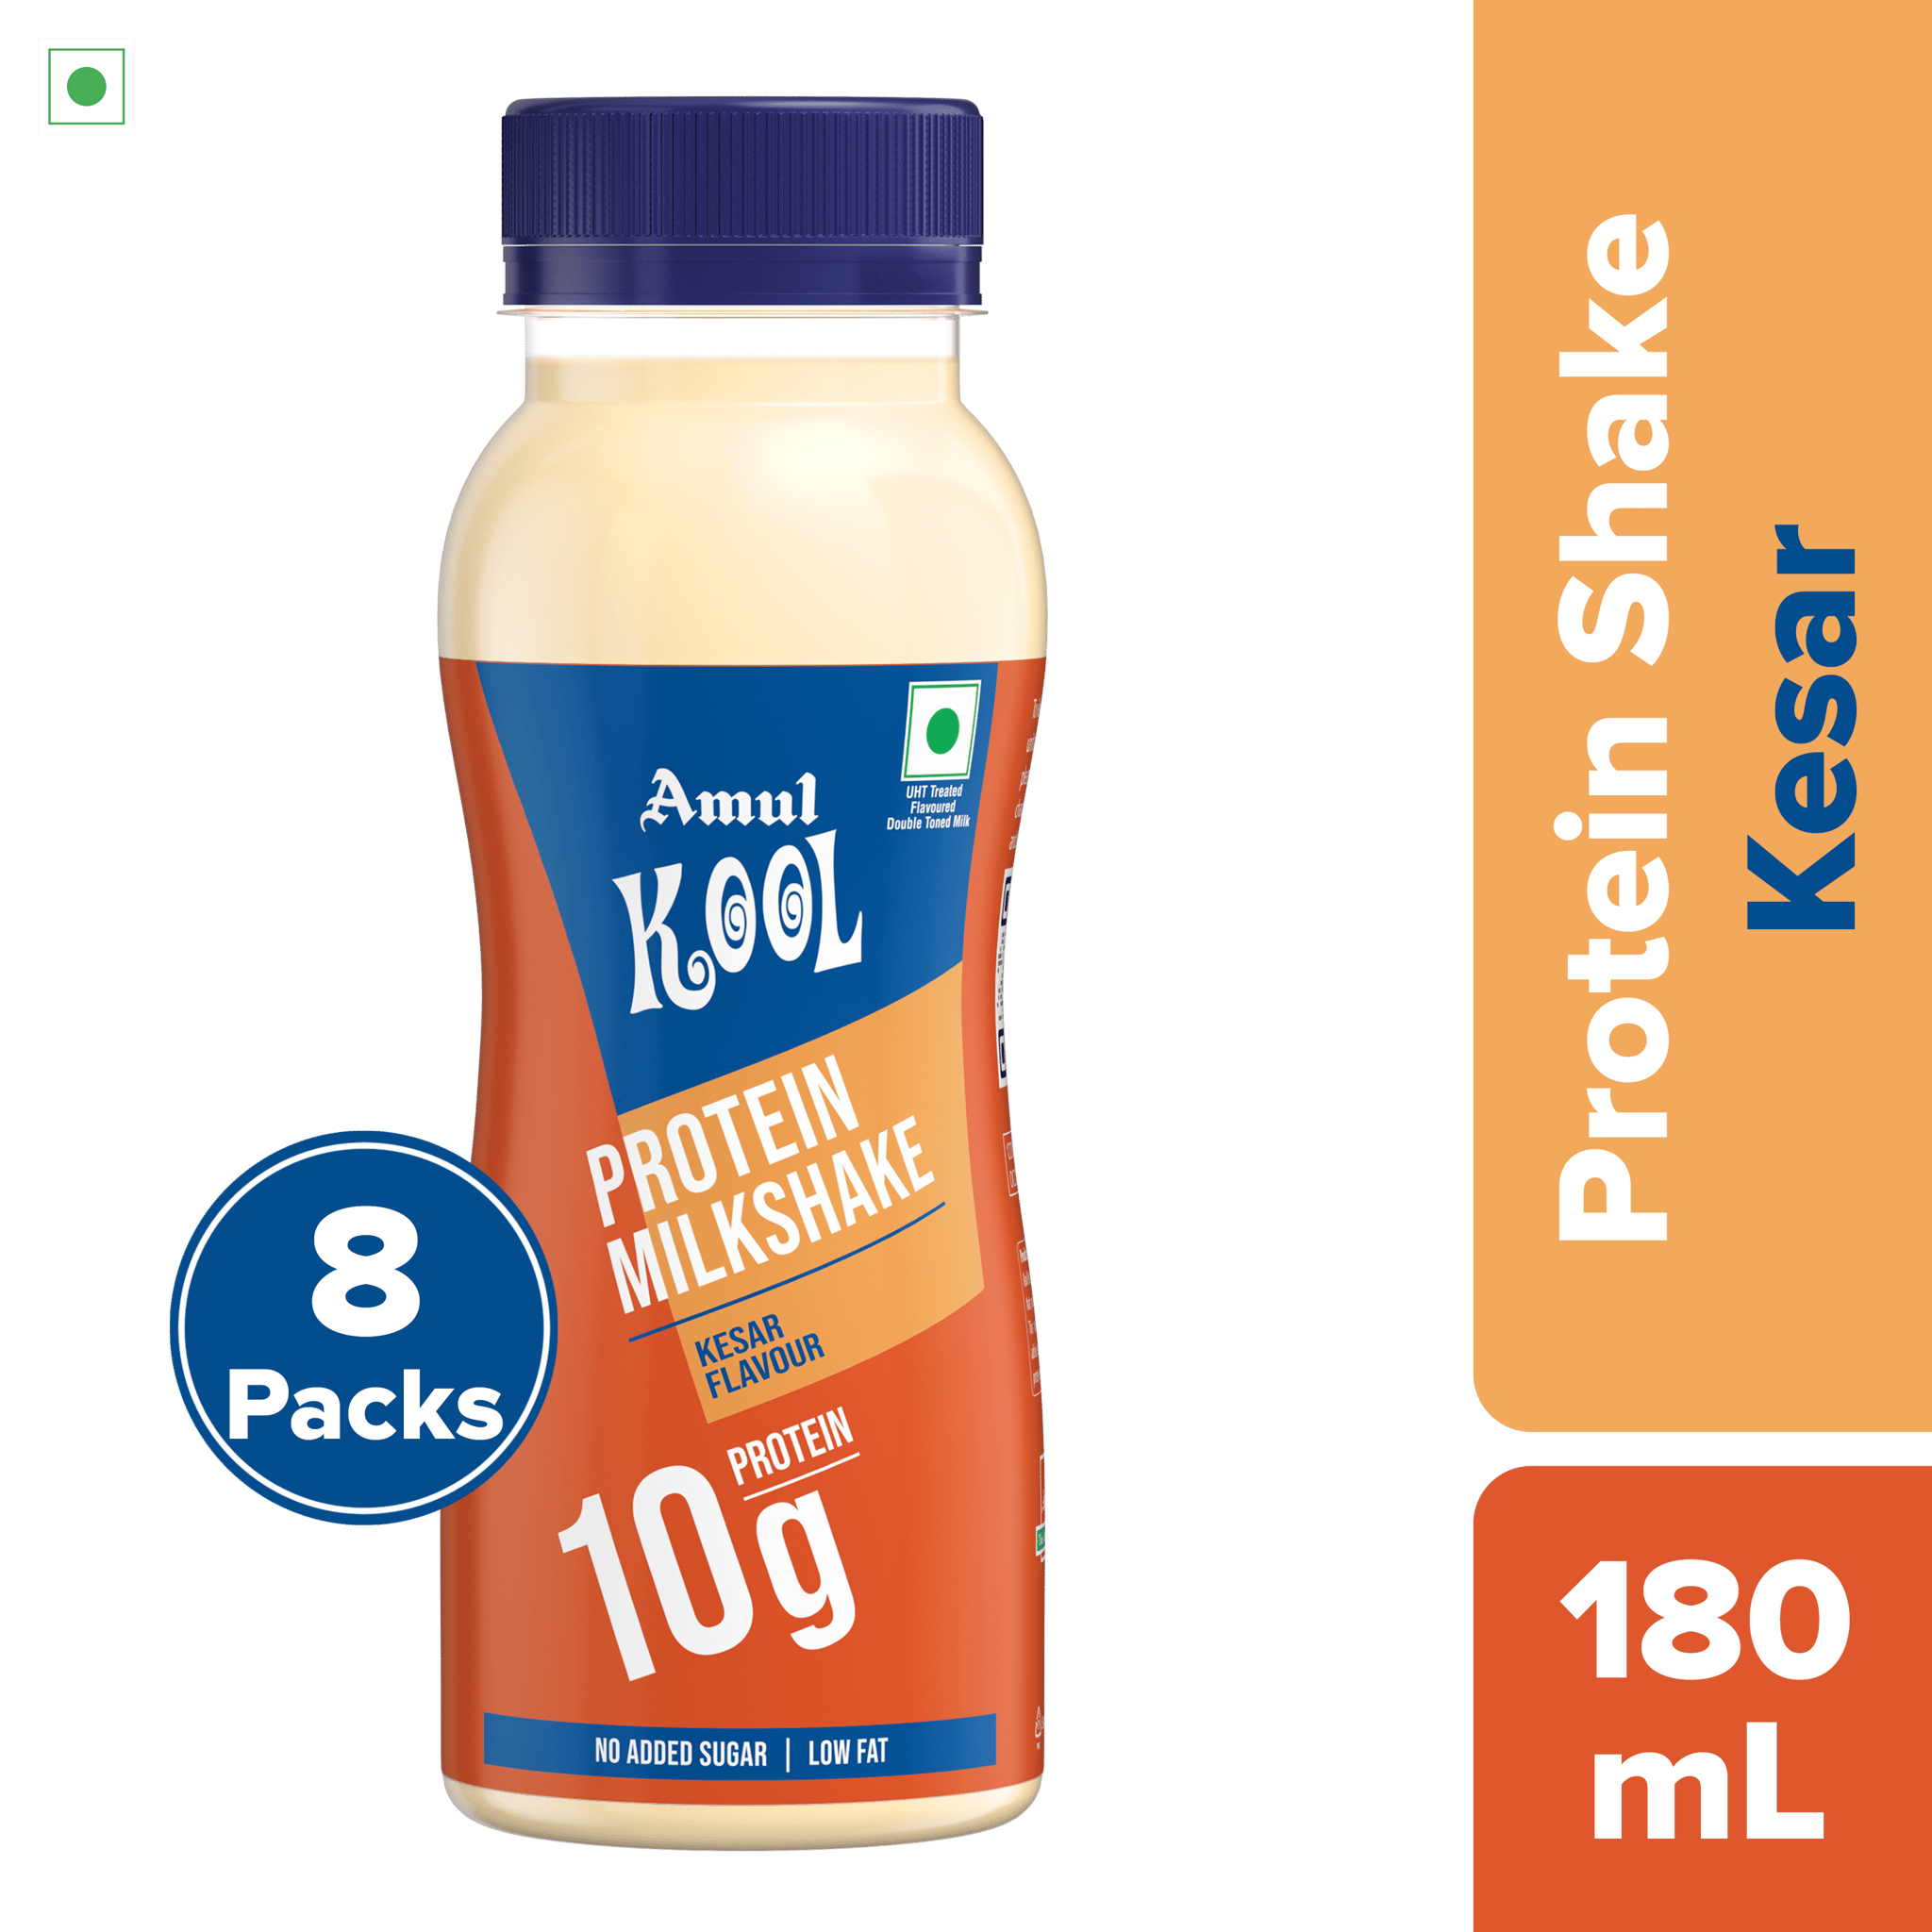 Amul
KOOL
UHT Treated
Flavoured
Double Toned Milk
PROTEIN
MILKSHAKE
KESAR
FLAVOUR
PROTEIN
10g
NO ADDED SUGAR | LOW FAT
8
Packs
Protein Shake
Kesar
180
mL